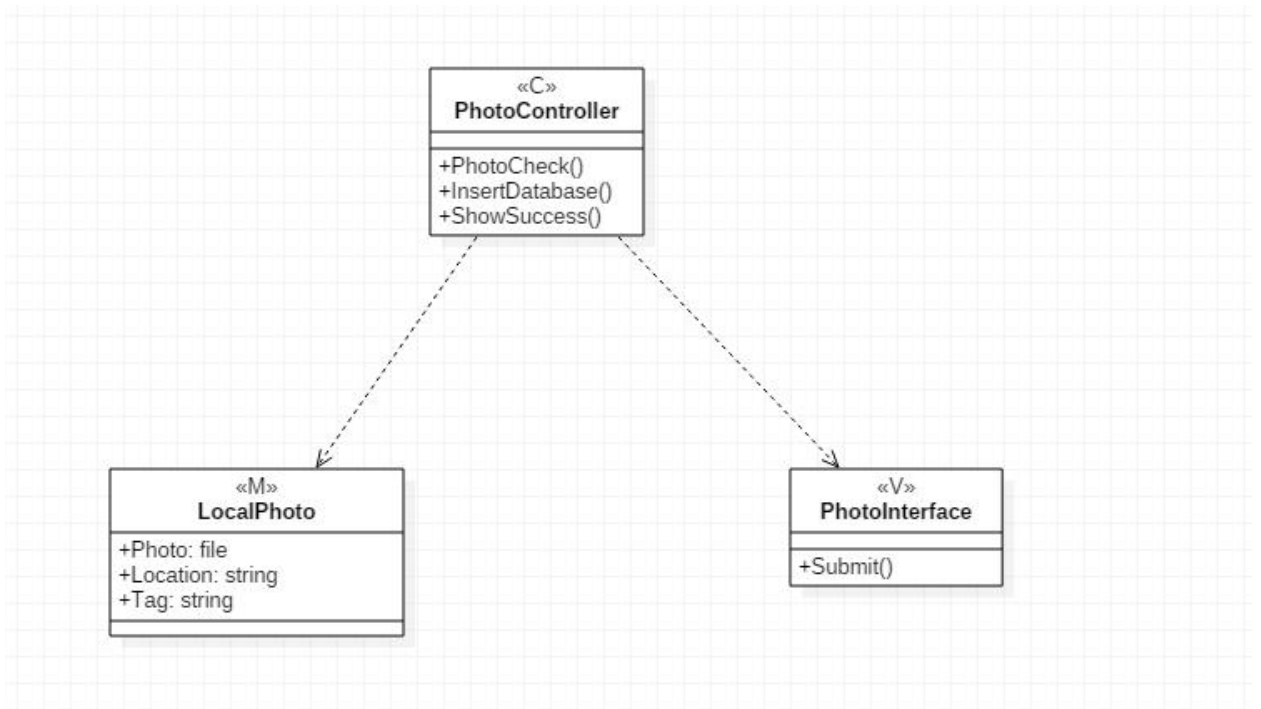 «C»
PhotoController
+PhotoCheck()
+InsertDatabase()
+ShowSuccess()
«M»
LocalPhoto
+Photo: file
+Location: string
+Tag: string
«V»
PhotoInterface
+Submit()